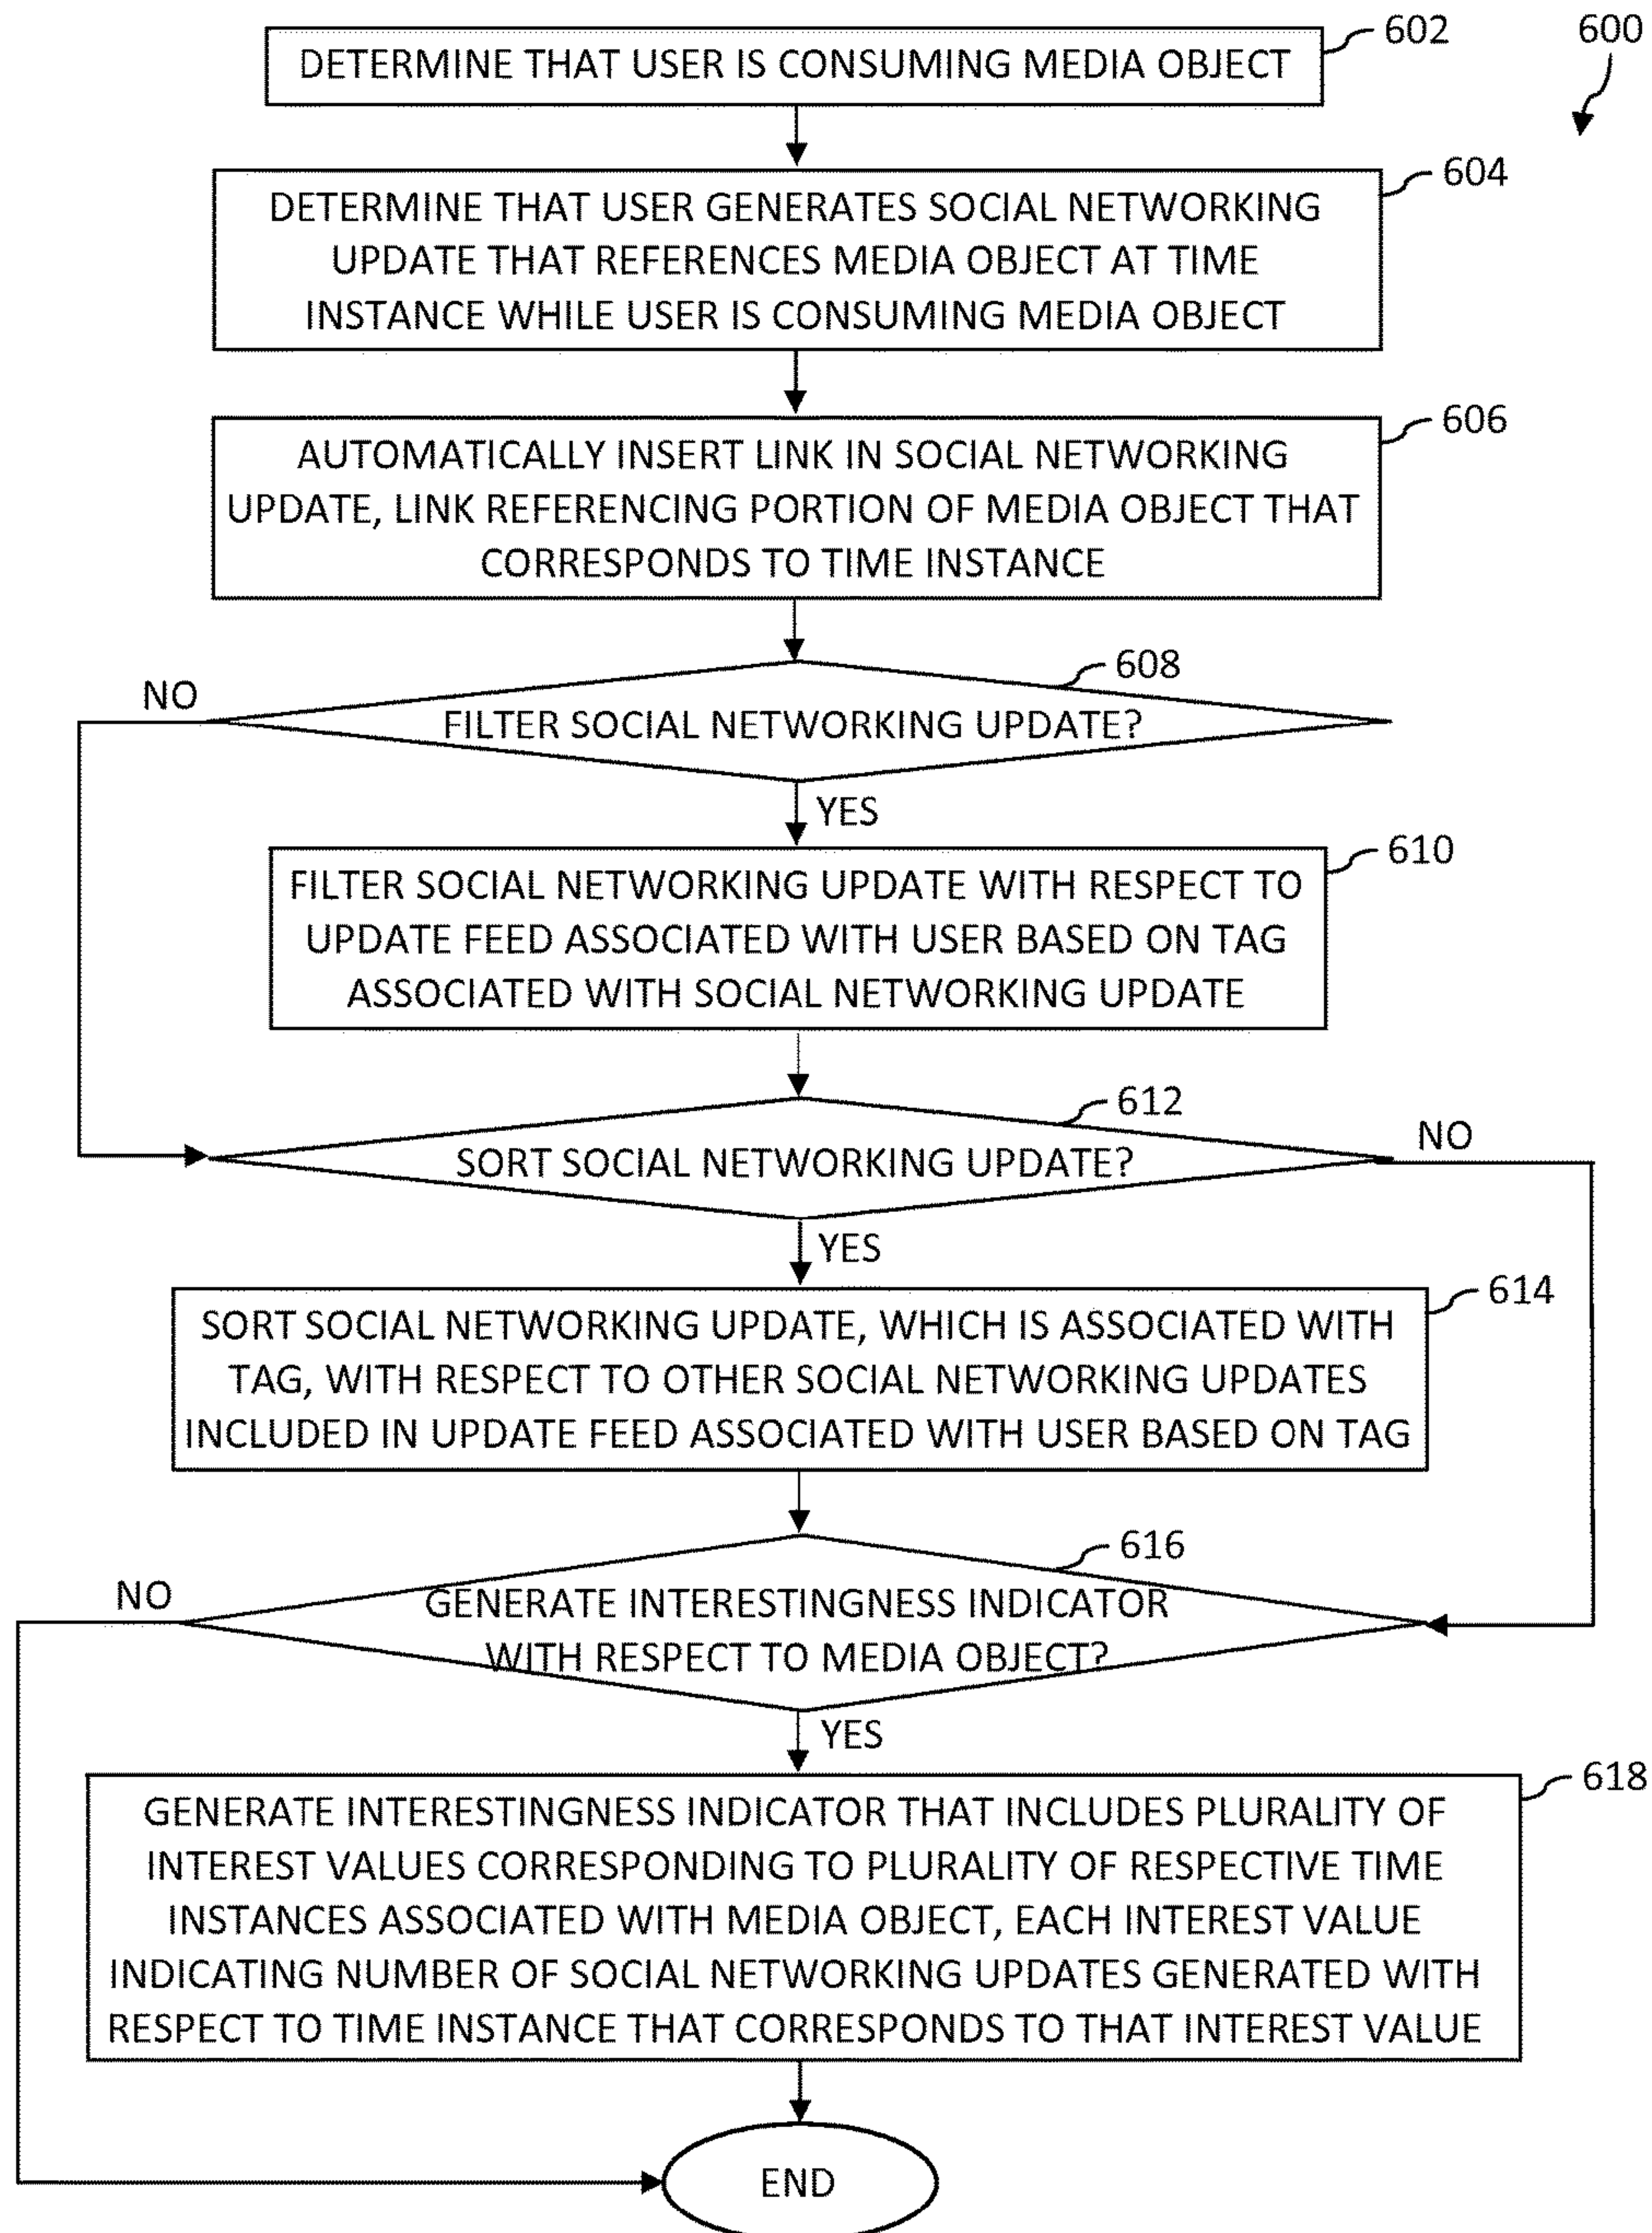 602
600
DETERMINE THAT USER IS CONSUMING MEDIA OBJECT
604
DETERMINE THAT USER GENERATES SOCIAL NETWORKING
UPDATE THAT REFERENCES MEDIA OBJECT AT TIME
INSTANCE WHILE USER IS CONSUMING MEDIA OBJECT
606
AUTOMATICALLY INSERT LINK IN SOCIAL NETWORKING
UPDATE, LINK REFERENCING PORTION OF MEDIA OBJECT THAT
CORRESPONDS TO TIME INSTANCE
608
NO
FILTER SOCIAL NETWORKING UPDATE?
YES
610
FILTER SOCIAL NETWORKING UPDATE WITH RESPECT TO
UPDATE FEED ASSOCIATED WITH USER BASED ON TAG
ASSOCIATED WITH SOCIAL NETWORKING UPDATE
612
NO
SORT SOCIAL NETWORKING UPDATE?
YES
614
SORT SOCIAL NETWORKING UPDATE, WHICH IS ASSOCIATED WITH
TAG, WITH RESPECT TO OTHER SOCIAL NETWORKING UPDATES
INCLUDED IN UPDATE FEED ASSOCIATED WITH USER BASED ON TAG
616
NO
GENERATE INTERESTINGNESS INDICATOR
WITH RESPECT TO MEDIA OBJECT?
YES
618
GENERATE INTERESTINGNESS INDICATOR THAT INCLUDES PLURALITY OF
INTEREST VALUES CORRESPONDING TO PLURALITY OF RESPECTIVE TIME
INSTANCES ASSOCIATED WITH MEDIA OBJECT, EACH INTEREST VALUE
INDICATING NUMBER OF SOCIAL NETWORKING UPDATES GENERATED WITH
RESPECT TO TIME INSTANCE THAT CORRESPONDS TO THAT INTEREST VALUE
END